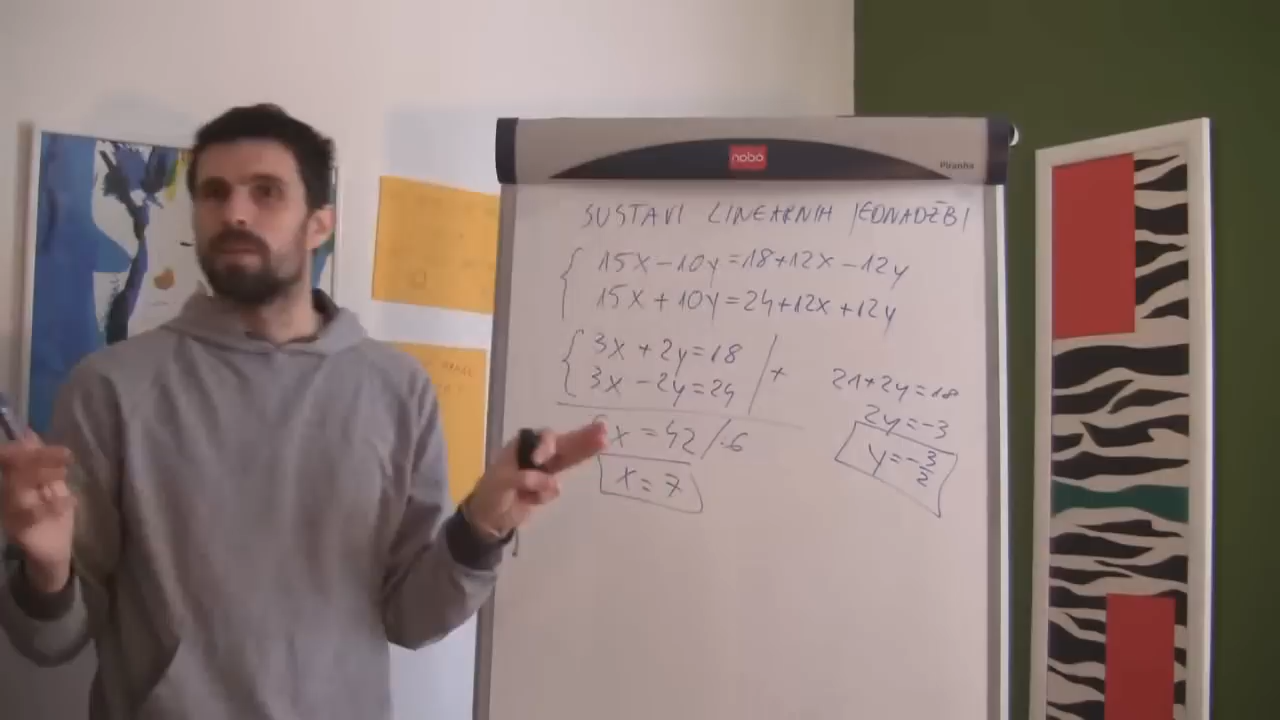 nobo
Piranha
SUSTAVI LINEARNIH JEDNADŽBI
15x-10y=18+12x-12y
15x+10y=24+12x+12y
3x+2y=18
3x-2y=24
+
x=42/:6
x=7
21+2y=18
2y=-3
y=-3/2